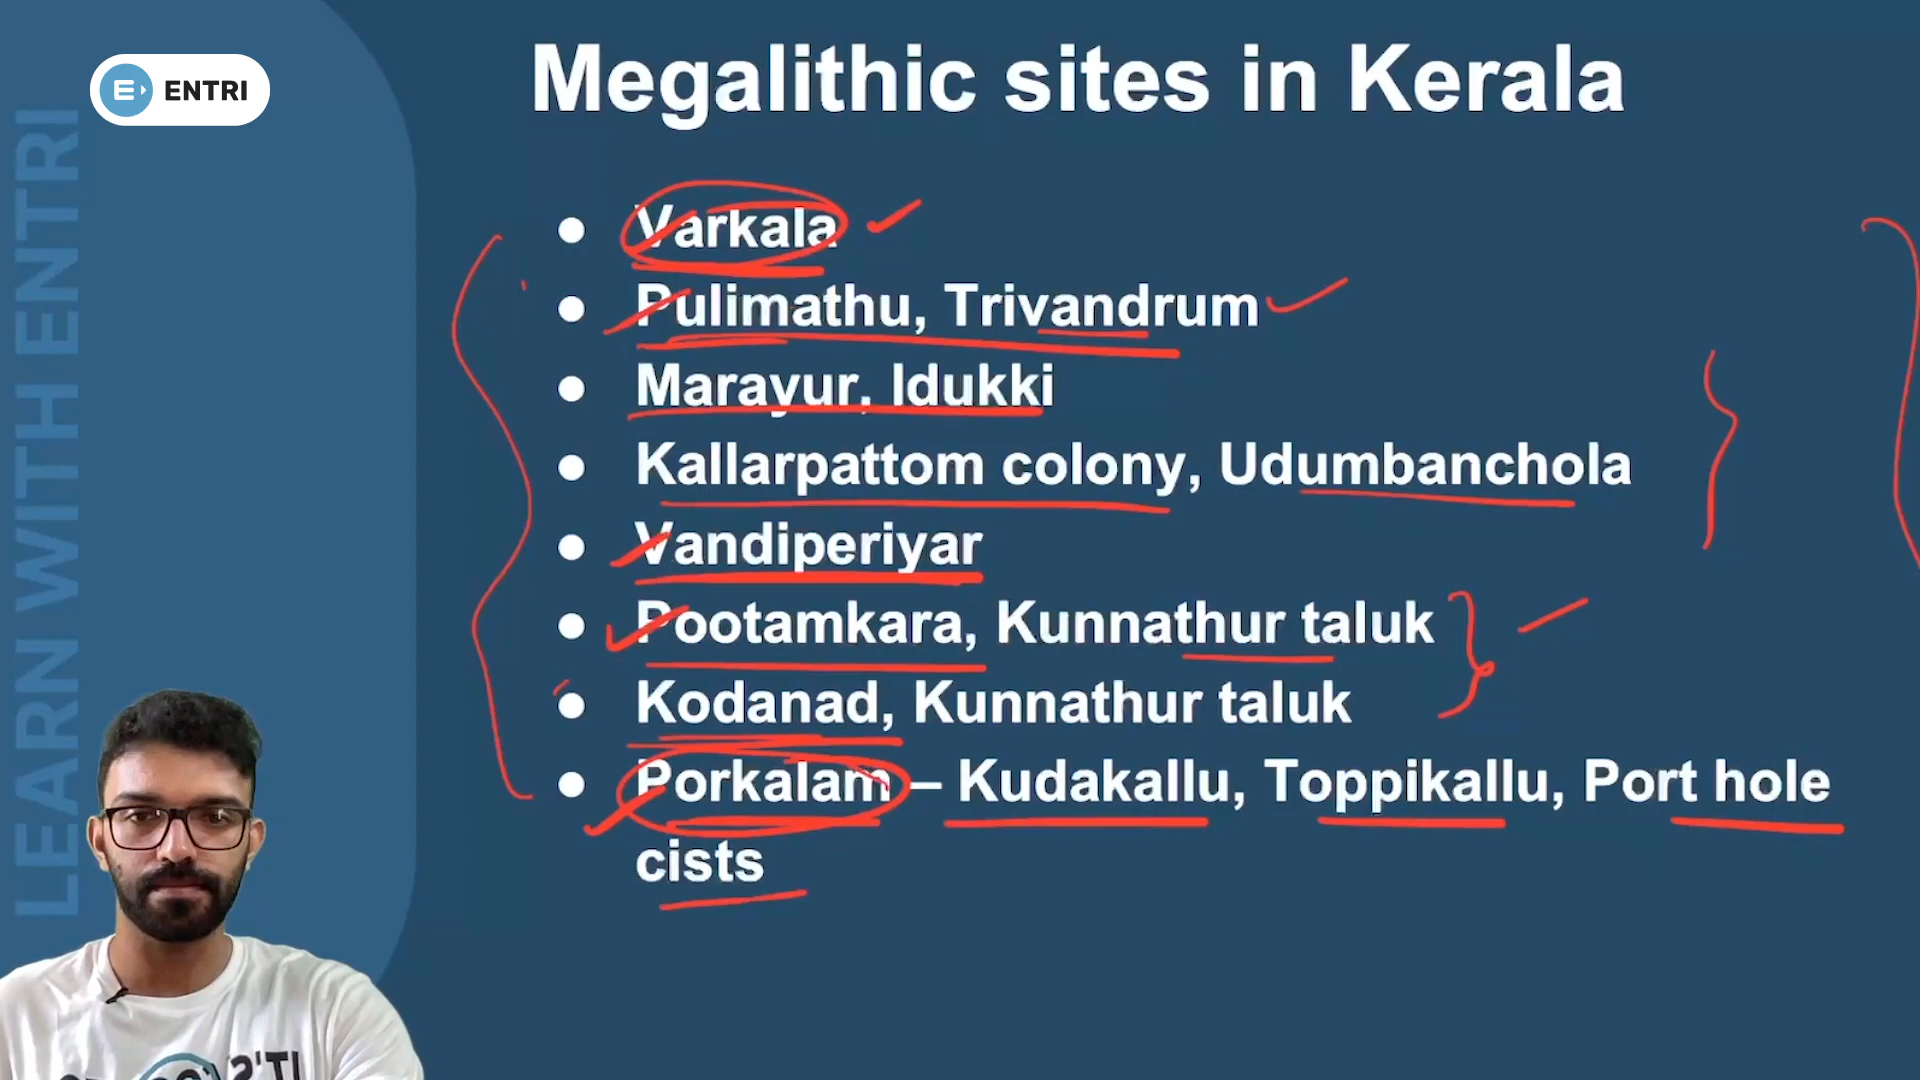 ENTRI
LEARN WITH ENTRI
Megalithic sites in Kerala
● Varkala
● Pulimathu, Trivandrum
● Marayur, Idukki
● Kallarpattom colony, Udumbanchola
● Vandiperiyar
● Pootamkara, Kunnathur taluk
● Kodanad, Kunnathur taluk
● Porkalam – Kudakallu, Toppikallu, Port hole
cists
IT'S